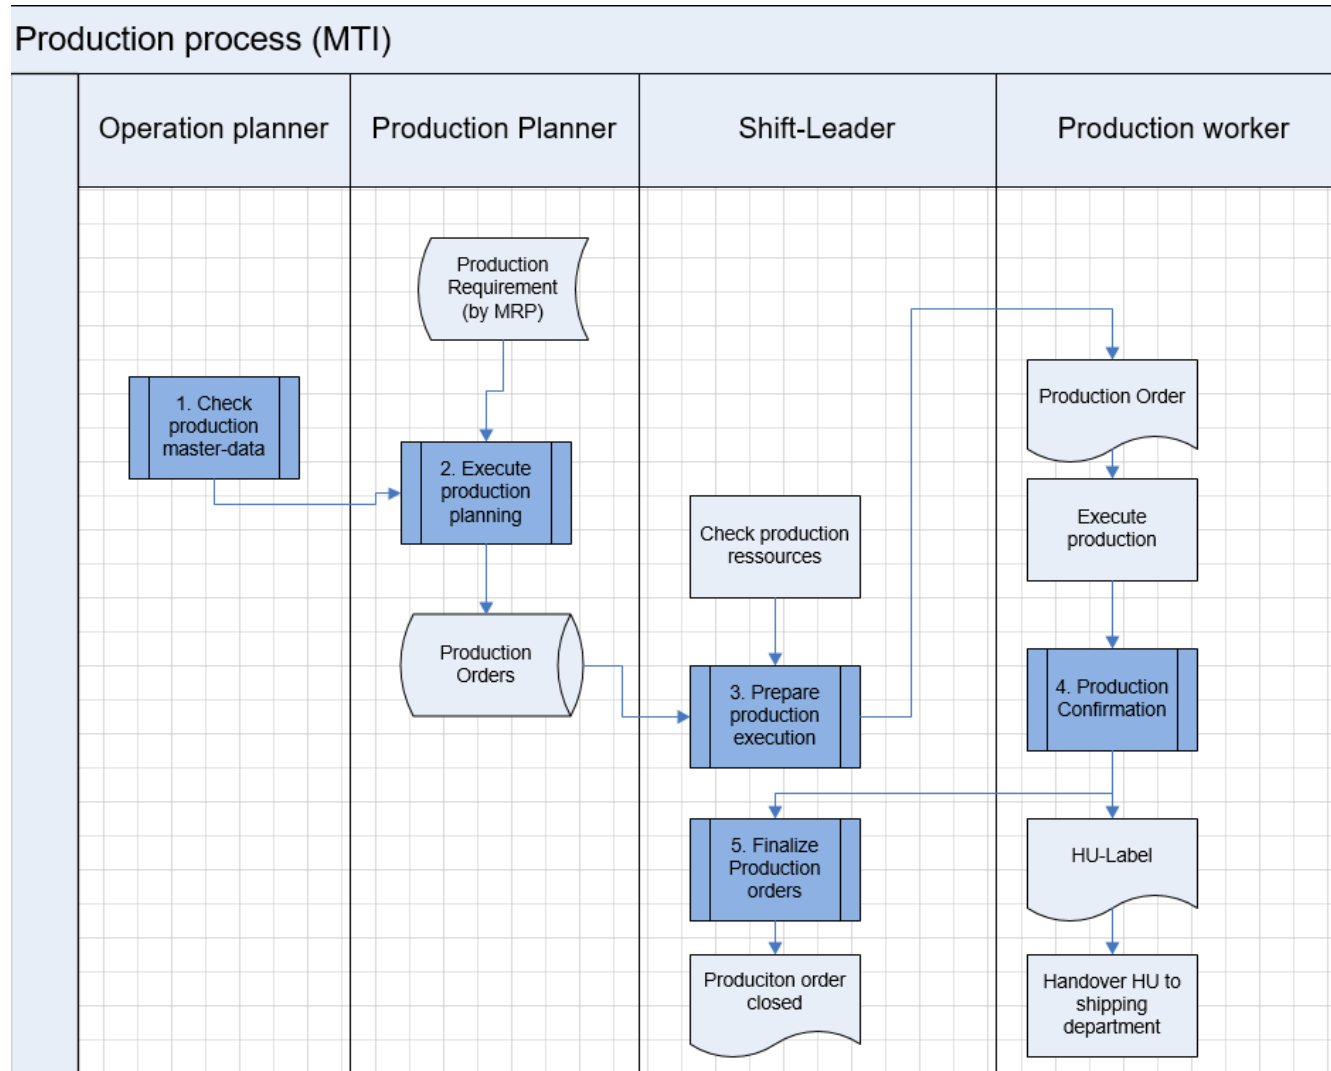 Production process (MTI)
Operation planner
Production Planner
Shift-Leader
Production worker
Production
Requirement
(by MRP)
1. Check
production
master-data
2. Execute
production
planning
Production
Orders
Check production
ressources
3. Prepare
production
execution
Production Order
Execute
production
4. Production
Confirmation
5. Finalize
Production
orders
Produciton order
closed
HU-Label
Handover HU to
shipping
department